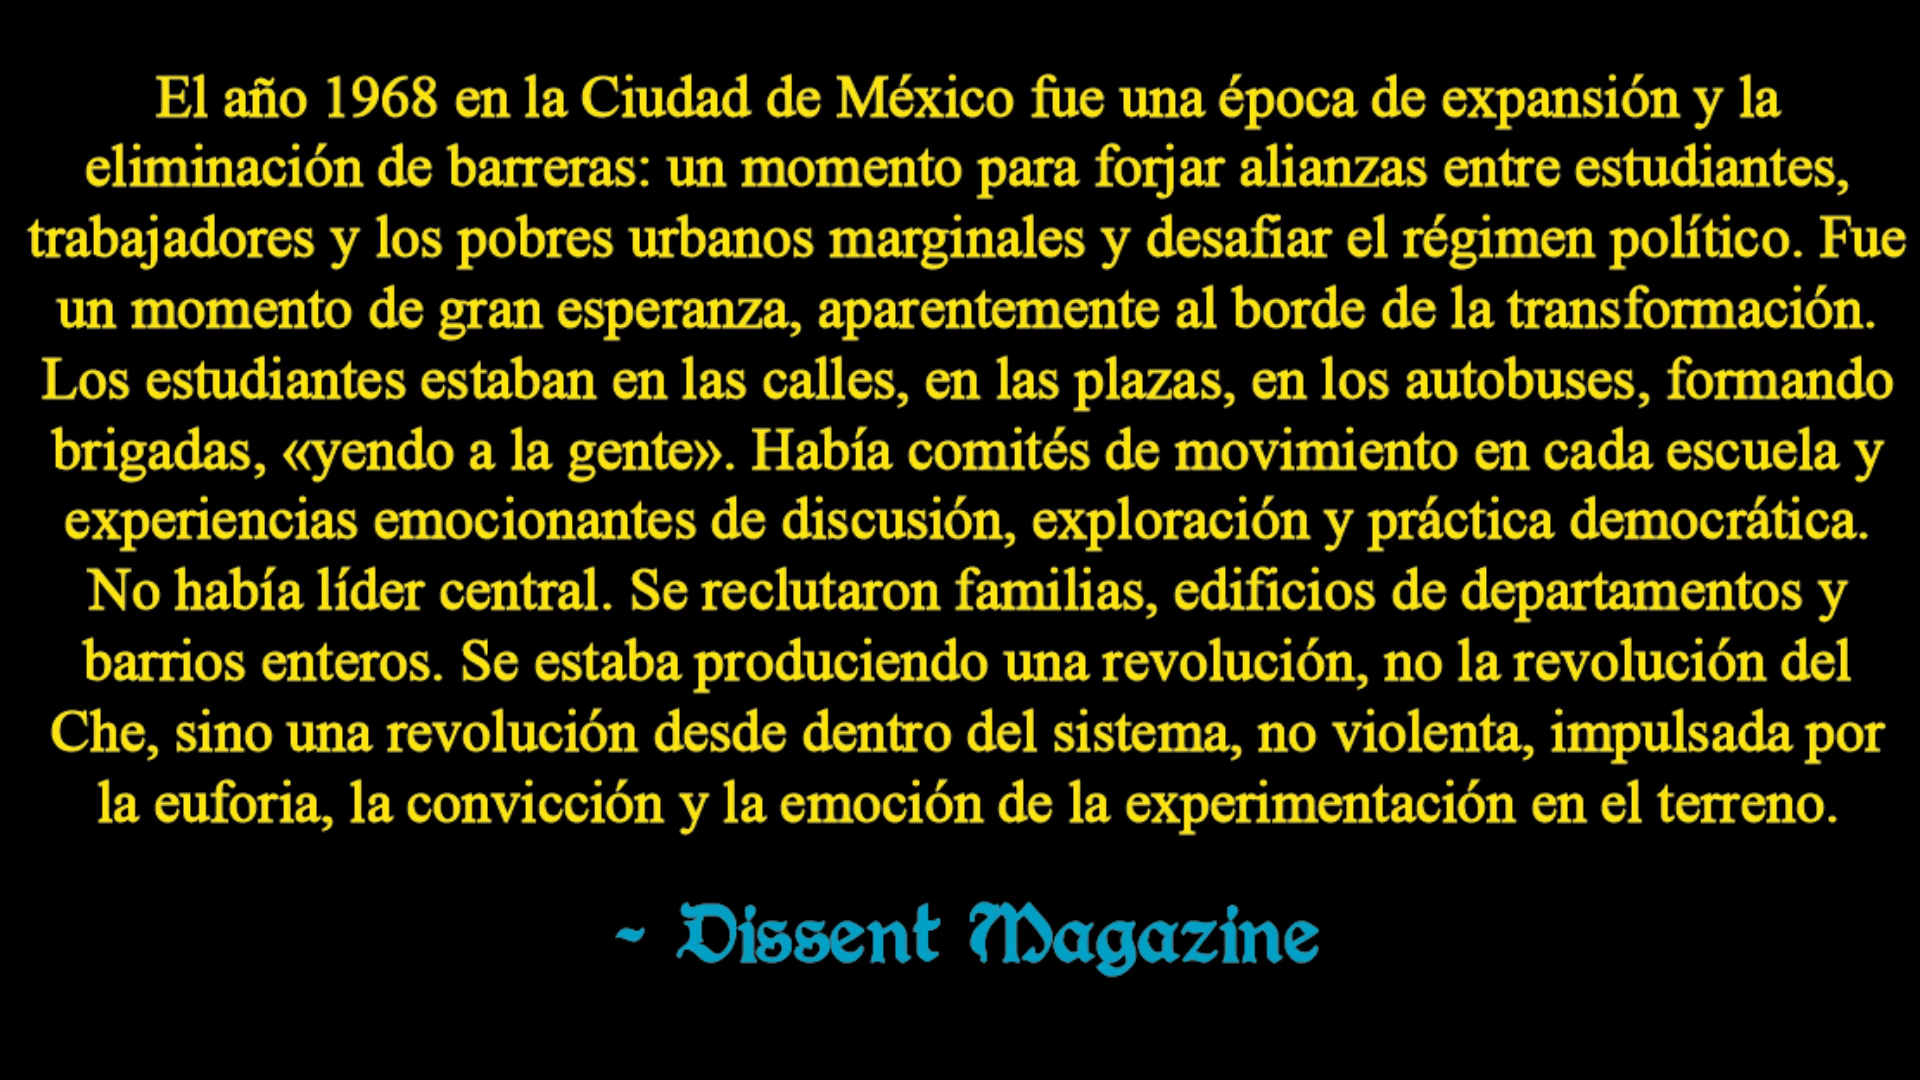 El año 1968 en la Ciudad de México fue una época de expansión y la
eliminación de barreras: un momento para forjar alianzas entre estudiantes,
trabajadores y los pobres urbanos marginales y desafiar el régimen político. Fue
un momento de gran esperanza, aparentemente al borde de la transformación.
Los estudiantes estaban en las calles, en las plazas, en los autobuses, formando
brigadas, «yendo a la gente». Había comités de movimiento en cada escuela y
experiencias emocionantes de discusión, exploración y práctica democrática.
No había líder central. Se reclutaron familias, edificios de departamentos y
barrios enteros. Se estaba produciendo una revolución, no la revolución del
Che, sino una revolución desde dentro del sistema, no violenta, impulsada por
la euforia, la convicción y la emoción de la experimentación en el terreno.
~ Dissent Magazine